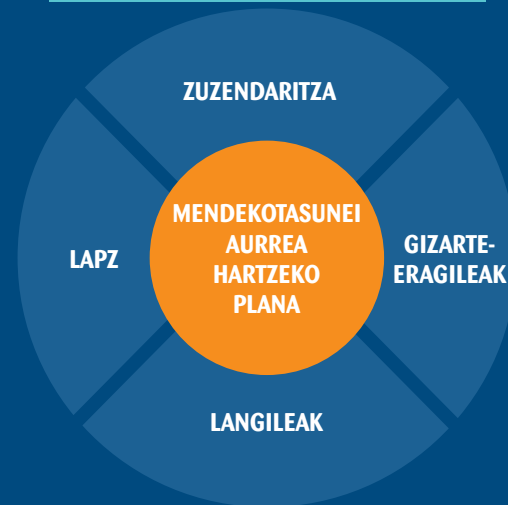 ZUZENDARITZA
LAPZ
MENDEKOTASUNEI
AURREA
HARTZEKO
PLANA
GIZARTE-
ERAGILEAK
LANGILEAK